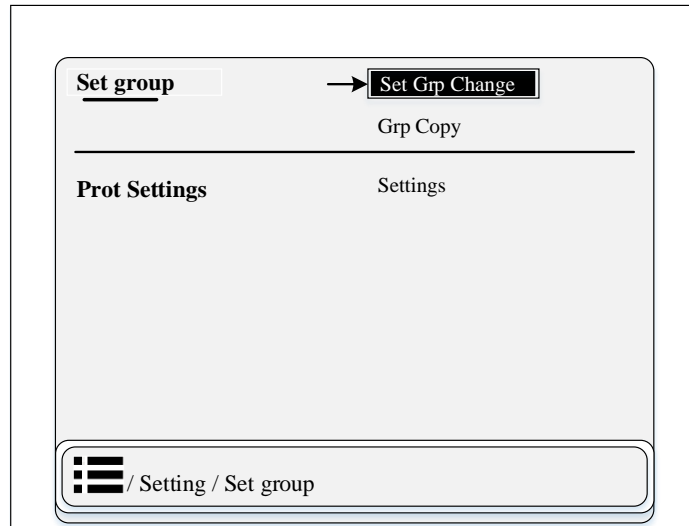 Set group
Set Grp Change
Grp Copy
Prot Settings
Settings
/ Setting / Set group